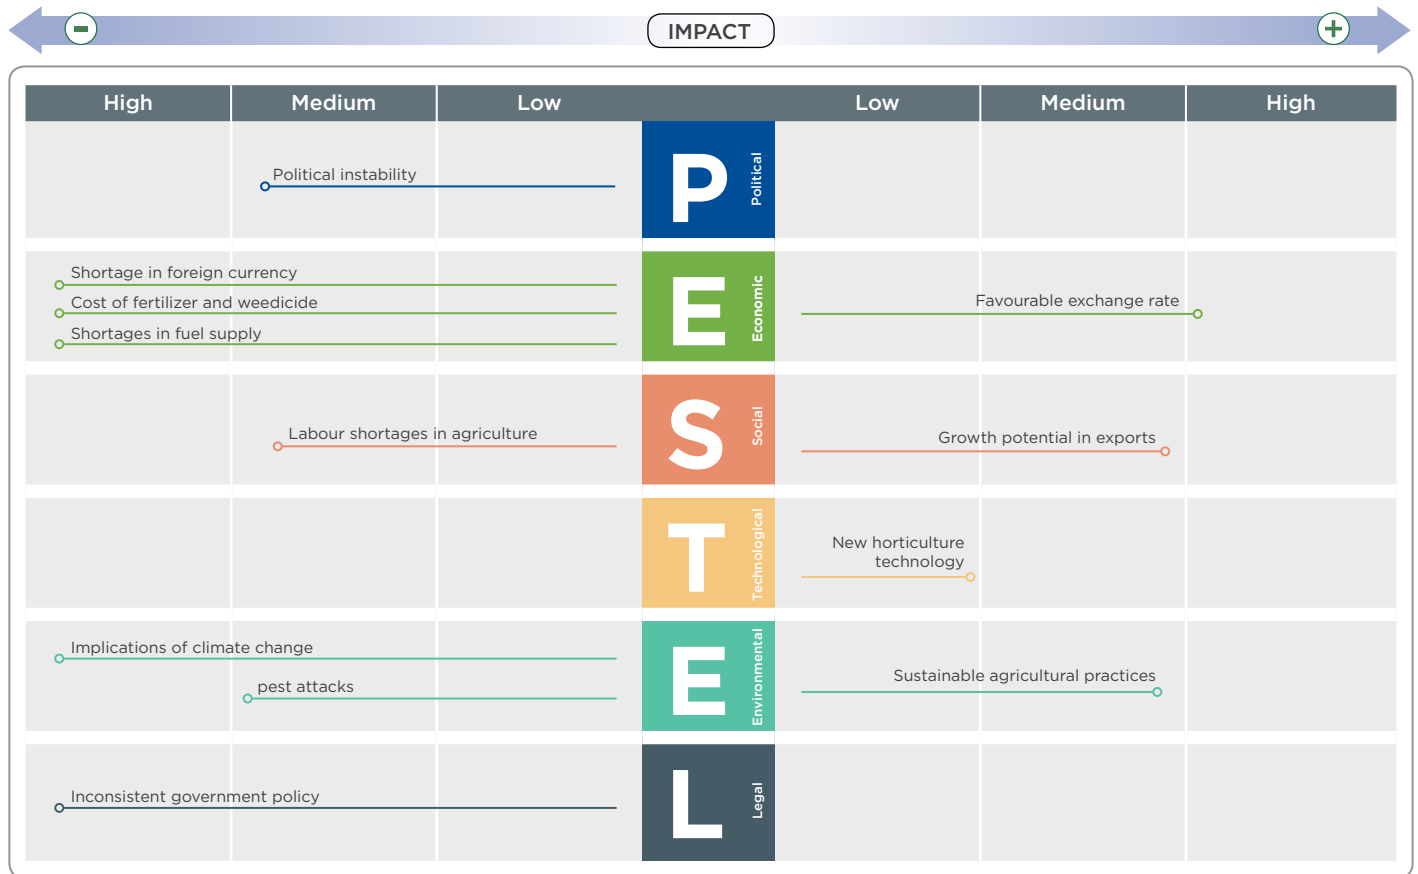 IMPACT
High Medium Low Low Medium High
Political instability
P
Political
Shortage in foreign currency
Cost of fertilizer and weedicide
Shortages in fuel supply
E
Economic
Favourable exchange rate
Labour shortages in agriculture
S
Social
Growth potential in exports
T
Technological
New horticulture
technology
Implications of climate change
pest attacks
E
Environmental
Sustainable agricultural practices
Inconsistent government policy
L
Legal